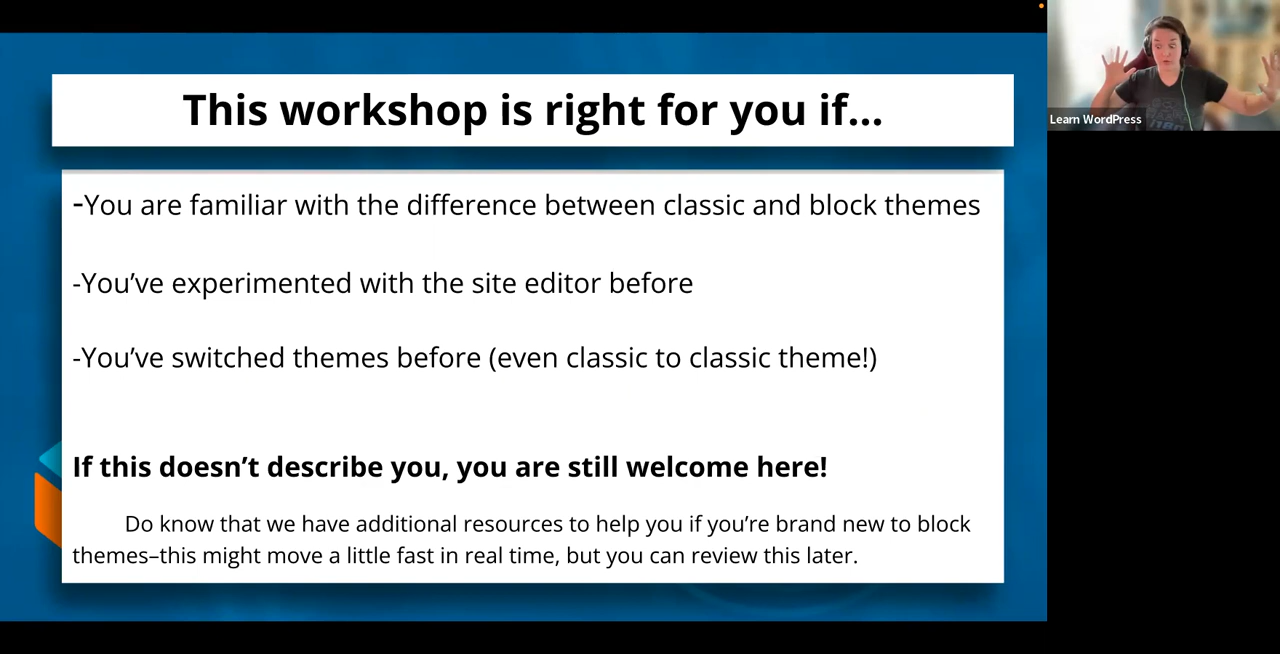 This workshop is right for you if...
-You are familiar with the difference between classic and block themes
-You’ve experimented with the site editor before
-You’ve switched themes before (even classic to classic theme!)
If this doesn’t describe you, you are still welcome here!
Do know that we have additional resources to help you if you’re brand new to block
themes–this might move a little fast in real time, but you can review this later.
Learn WordPress